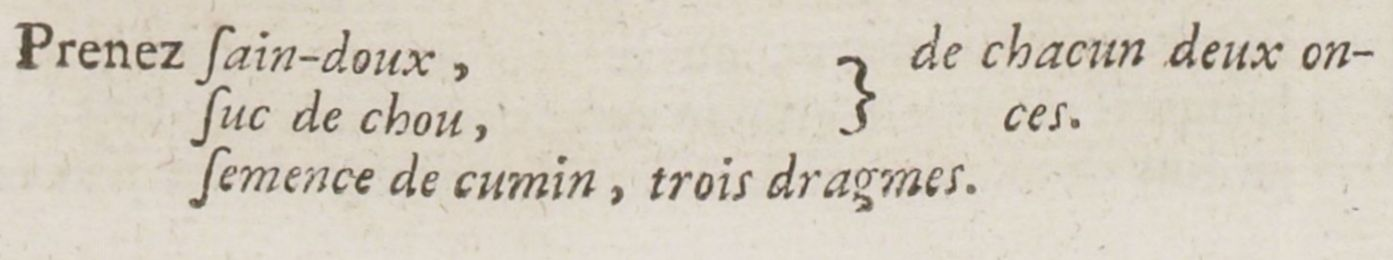 Prenez ſain-doux, } de chacun deux on-
ſuc de chou, ces.
ſemence de cumin, trois dragmes.